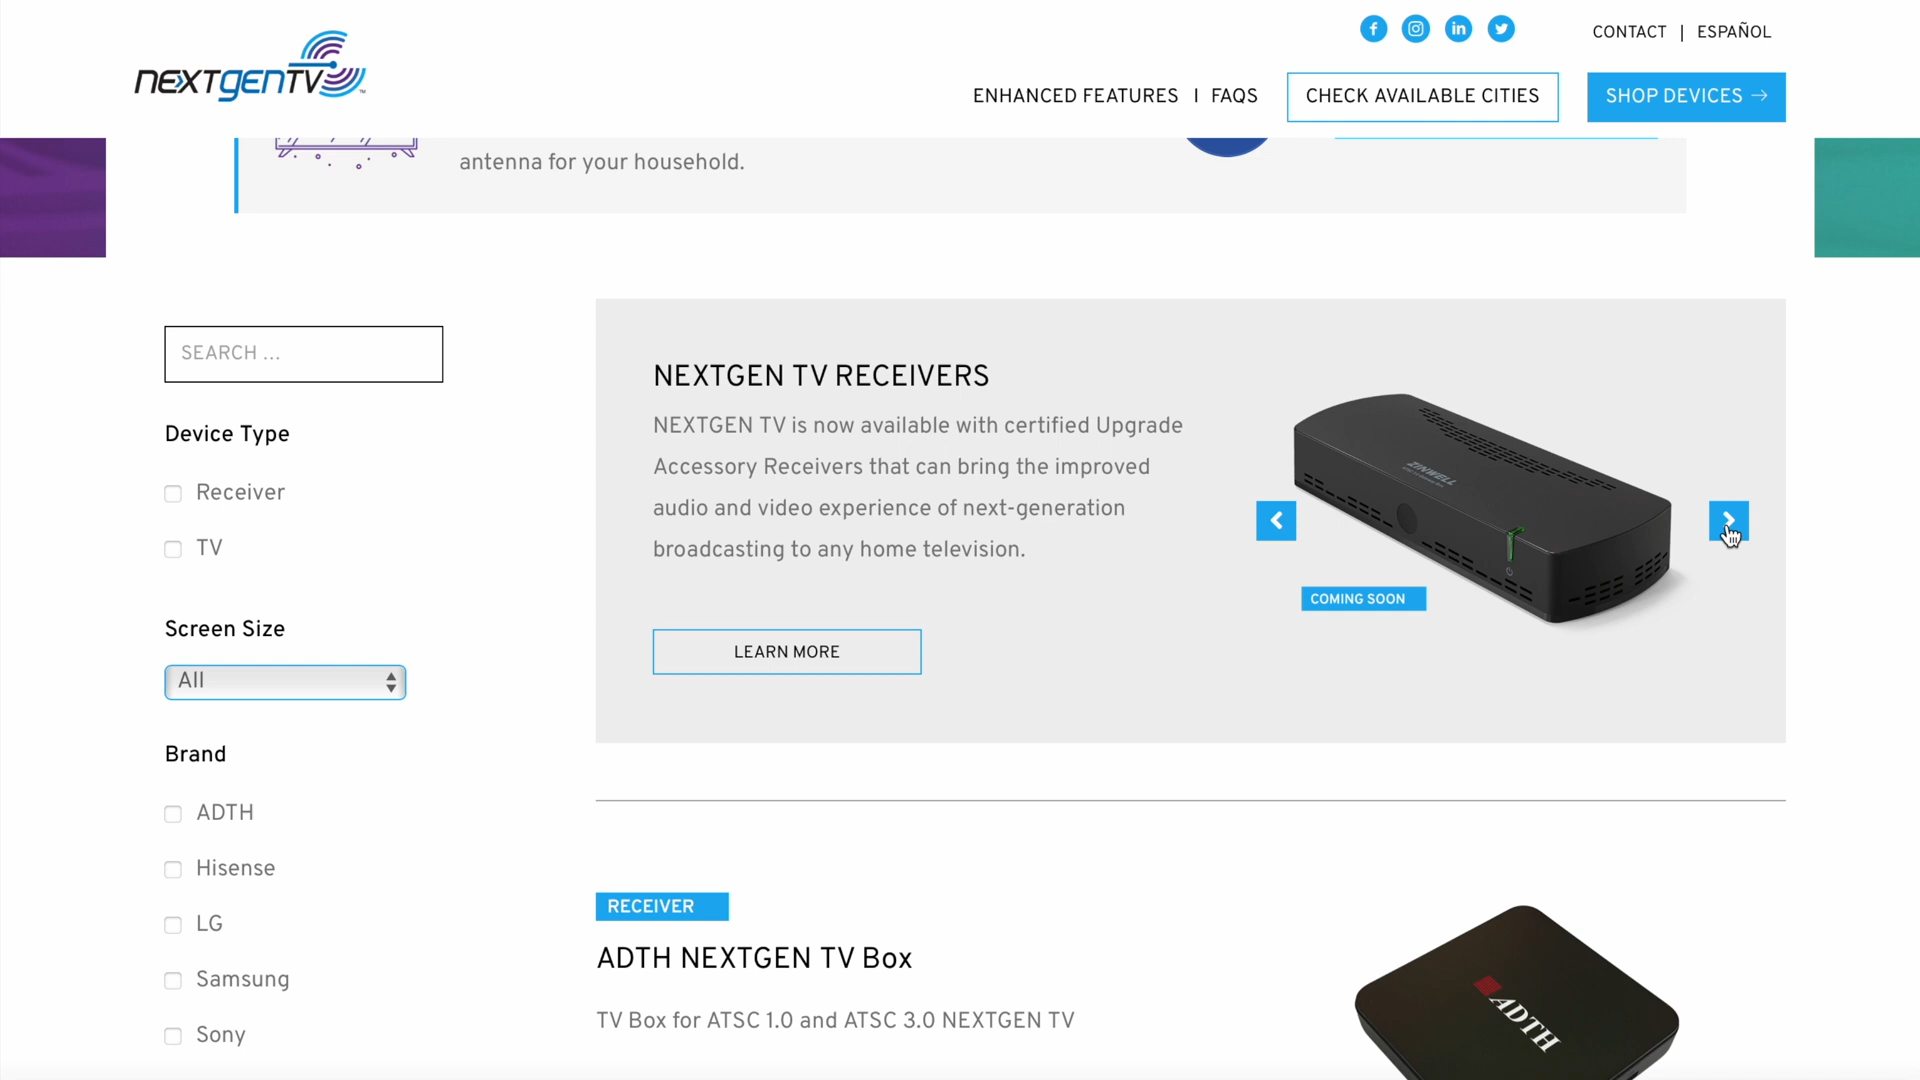 CONTACT | ESPAÑOL
NEXTGENTV
ENHANCED FEATURES | FAQS
CHECK AVAILABLE CITIES
SHOP DEVICES →
antenna for your household.
SEARCH ...
Device Type
Receiver
TV
Screen Size
All
Brand
ADTH
Hisense
LG
Samsung
Sony
NEXTGEN TV RECEIVERS
NEXTGEN TV is now available with certified Upgrade
Accessory Receivers that can bring the improved
audio and video experience of next-generation
broadcasting to any home television.
LEARN MORE
ZINWELL
COMING SOON
RECEIVER
ADTH NEXTGEN TV Box
TV Box for ATSC 1.0 and ATSC 3.0 NEXTGEN TV
ADTH